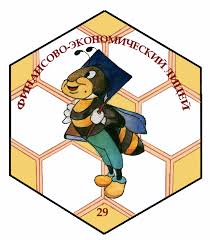 ФИНАНСОВО-ЭКОНОМИЧЕСКИЙ ЛИЦЕЙ
29